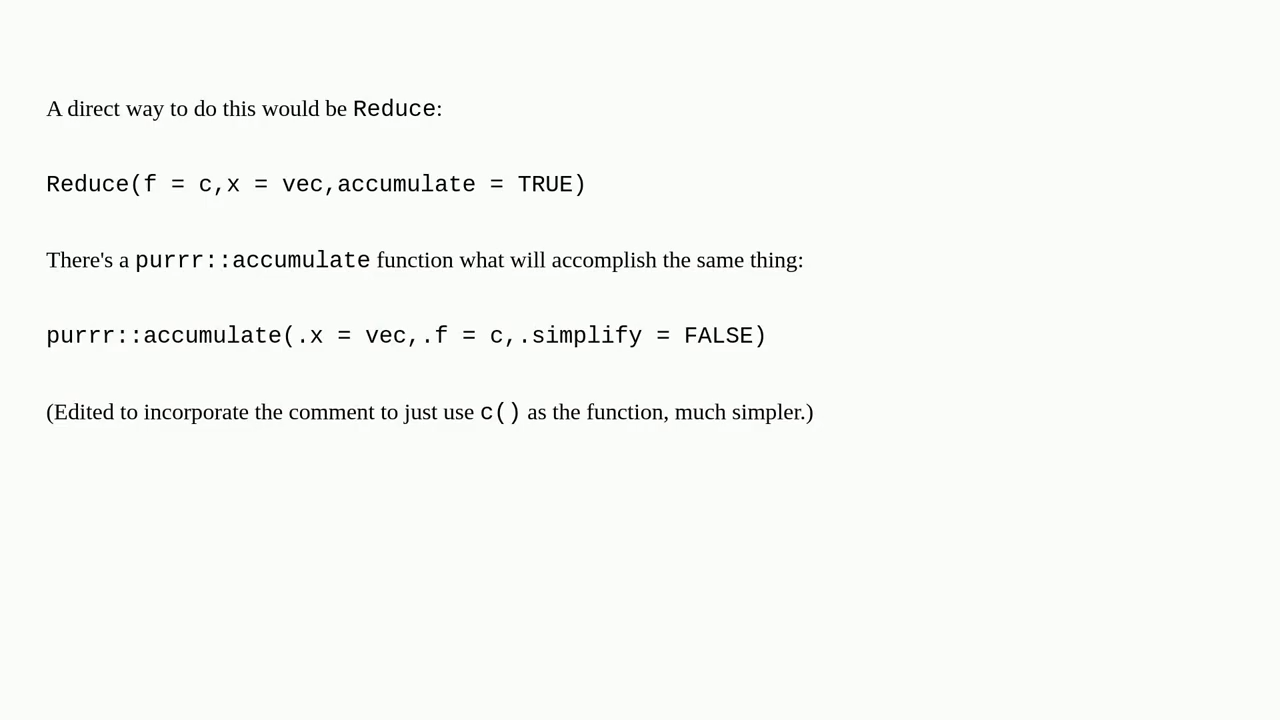 A direct way to do this would be Reduce:
Reduce(f = c,x = vec,accumulate = TRUE)
There's a purrr::accumulate function what will accomplish the same thing:
purrr::accumulate(.x = vec,.f = c,.simplify = FALSE)
(Edited to incorporate the comment to just use c() as the function, much simpler.)